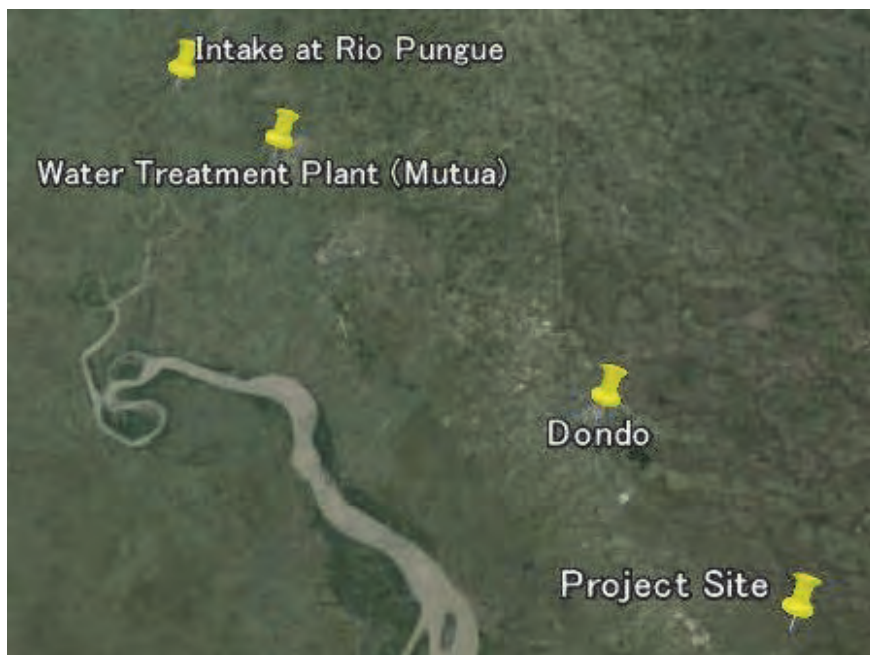 Intake at Rio Pungue
Water Treatment Plant (Mutua)
Dondo
Project Site